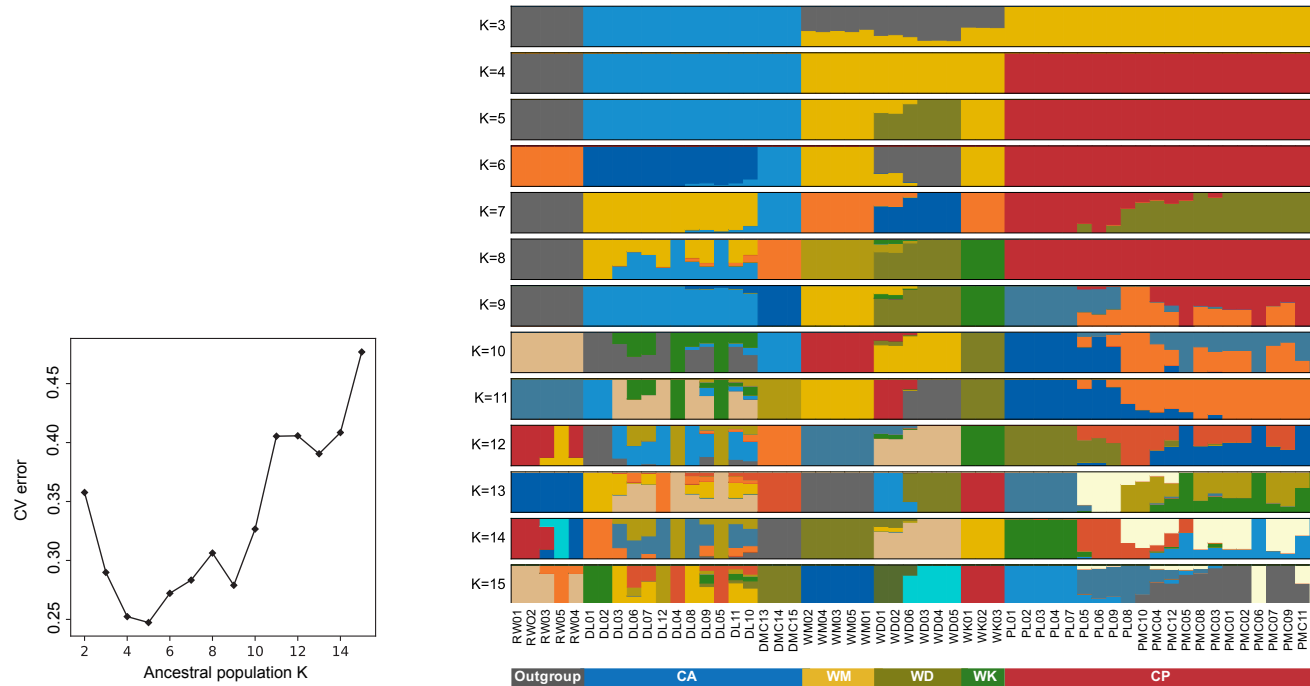 CV error
0.45
0.40
0.35
0.30
0.25
2 4 6 8 10 12 14
Ancestral population K
K=3
K=4
K=5
K=6
K=7
K=8
K=9
K=10
K=11
K=12
K=13
K=14
K=15
RW01 RWO2 RW03 RW05 RW04 DL01 DL02 DL03 DL06 DL07 DL12 DL04 DL08 DL09 DL05 DL11 DL10 DMC13 DMC14 DMC15 WM02 WM04 WM03 WM05 WM01 WD01 WD02 WD06 WD03 WD04 WD05 WK01 WK02 WK03 PL01 PL02 PL03 PL04 PL07 PL05 PL06 PL09 PL08 PMC10 PMC04 PMC12 PMC05 PMC08 PMC03 PMC01 PMC02 PMC06 PMC07 PMC09 PMC11
Outgroup CA WM WD WK CP